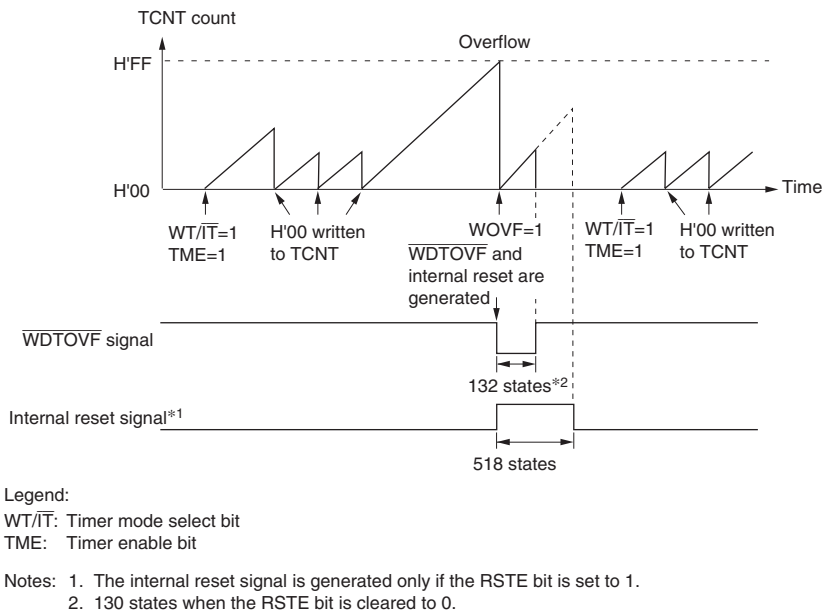 TCNT count
Overflow
H'FF
H'00
Time
WT/IT=1
TME=1
H'00 written
to TCNT
WOVF=1
WDTOVF and
internal reset are
generated
WT/IT=1
TME=1
H'00 written
to TCNT
WDTOVF signal
132 states*2
Internal reset signal*1
518 states
Legend:
WT/IT: Timer mode select bit
TME: Timer enable bit
Notes: 1. The internal reset signal is generated only if the RSTE bit is set to 1.
2. 130 states when the RSTE bit is cleared to 0.